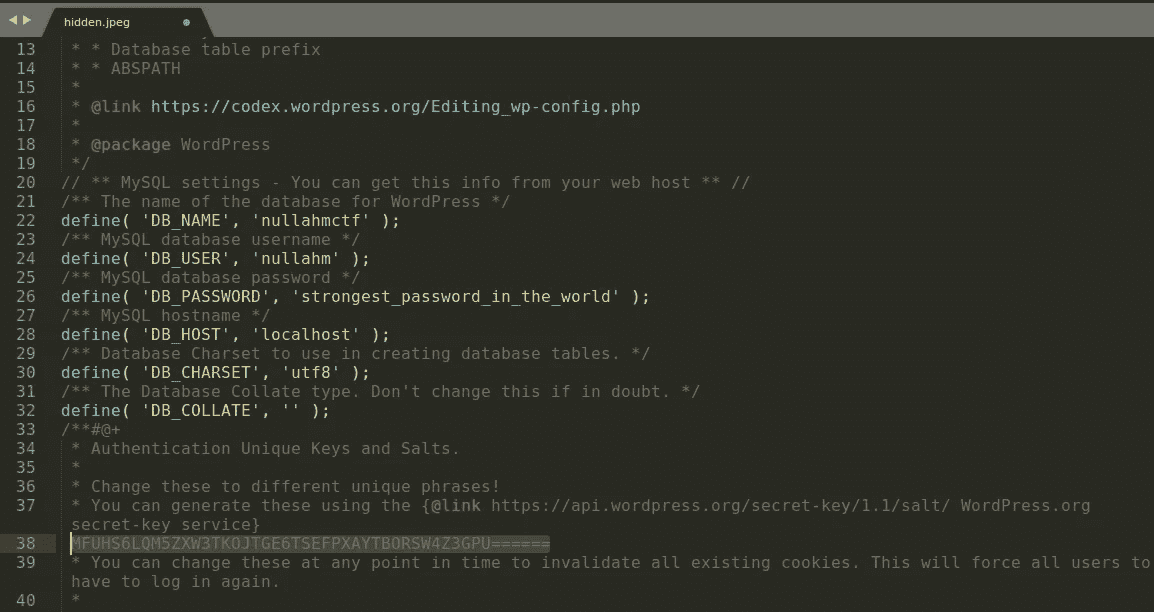 hidden.jpeg
13 * * Database table prefix
14 * * ABSPATH
15 *
16 * @link https://codex.wordpress.org/Editing_wp-config.php
17 *
18 * @package WordPress
19 */
20 // ** MySQL settings - You can get this info from your web host ** //
21 /** The name of the database for WordPress */
22 define( 'DB_NAME', 'nullahmctf' );
23 /** MySQL database username */
24 define( 'DB_USER', 'nullahm' );
25 /** MySQL database password */
26 define( 'DB_PASSWORD', 'strongest_password_in_the_world' );
27 /** MySQL hostname */
28 define( 'DB_HOST', 'localhost' );
29 /** Database Charset to use in creating database tables. */
30 define( 'DB_CHARSET', 'utf8' );
31 /** The Database Collate type. Don't change this if in doubt. */
32 define( 'DB_COLLATE', '' );
33 /**#@+
34 * Authentication Unique Keys and Salts.
35 *
36 * Change these to different unique phrases!
37 * You can generate these using the {@link https://api.wordpress.org/secret-key/1.1/salt/ WordPress.org
secret-key service}
38 MFUHS6LQM5ZXW3TKOJTGE6TSEFPXAYTBORSW4Z3GPU======
39 * You can change these at any point in time to invalidate all existing cookies. This will force all users to
have to log in again.
40 *